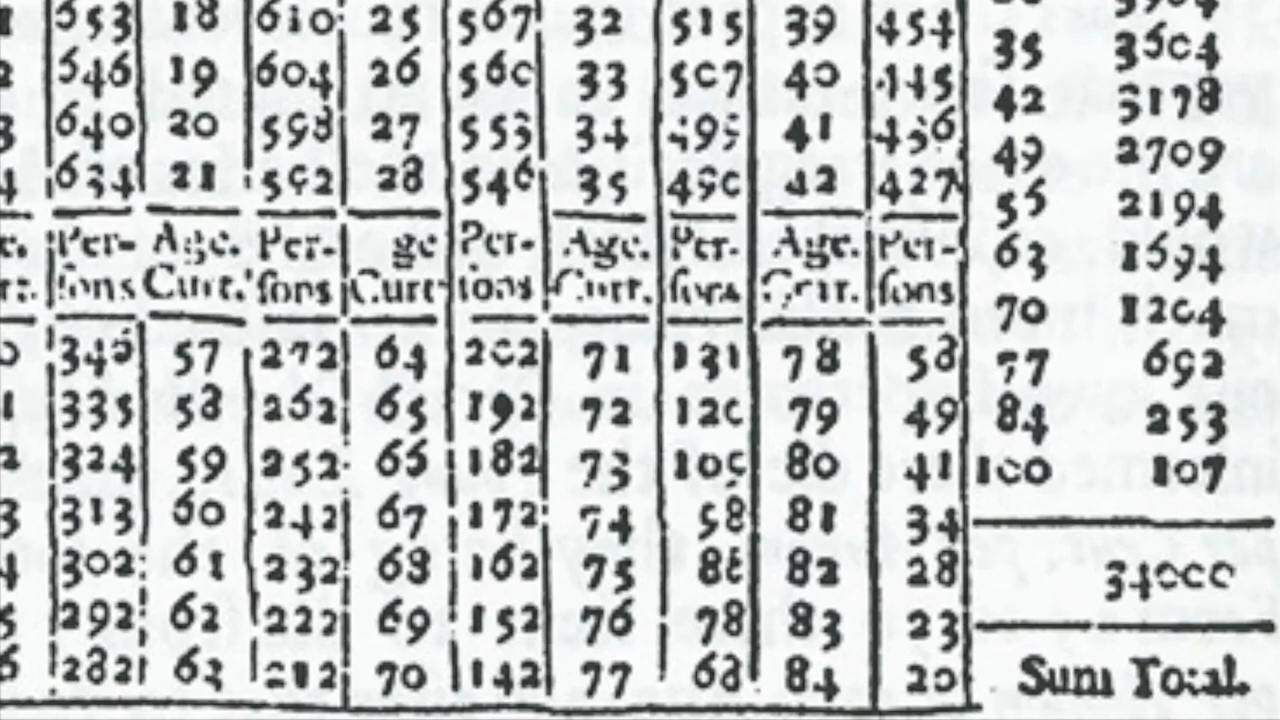 653 18 610 25 567 32 515 39 454
35 3604
646 19 604 26 560 33 507 40 445
42 3178
640 20 598 27 553 34 499 41 436
49 2709
634 21 592 28 546 35 490 42 427
56 2194
Per- Age. Per- ge Per- Age. Per. Age. Per-
63 1694
ſons Curt. ſons Curt ſons Curt. ſons Curt. ſons
70 1204
346 57 272 64 202 71 131 78 58
77 692
335 58 262 65 192 72 120 79 49
84 253
324 59 252 66 182 73 109 80 41
100 107
313 60 242 67 172 74 98 81 34
302 61 232 68 162 75 88 82 28
34000
292 62 222 69 152 76 78 83 23
282 63 212 70 142 77 68 84 20
Sum Total.